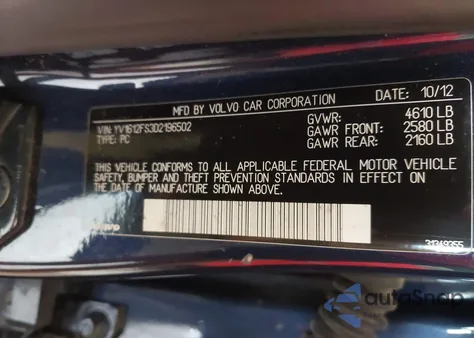 MFD BY VOLVO CAR CORPORATION DATE: 10/12
VIN: YV1612FS3D2196502 GVWR: 4610 LB
TYPE: PC GAWR FRONT: 2580 LB
GAWR REAR: 2160 LB
THIS VEHICLE CONFORMS TO ALL APPLICABLE FEDERAL MOTOR VEHICLE
SAFETY, BUMPER AND THEFT PREVENTION STANDARDS IN EFFECT ON
THE DATE OF MANUFACTURE SHOWN ABOVE.
31349355
autoSnap